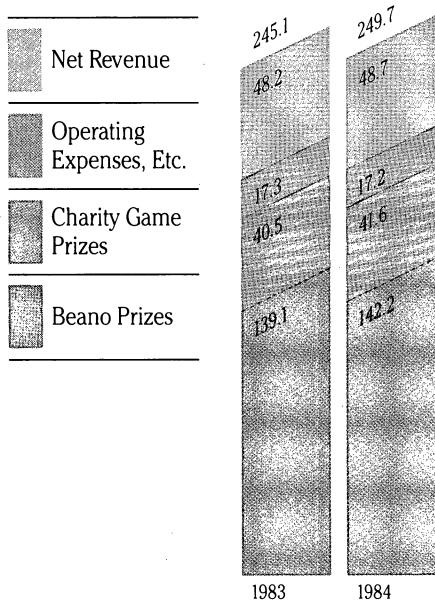 Net Revenue
Operating
Expenses, Etc.
Charity Game
Prizes
Beano Prizes
245.1
48.2
17.3
40.5
139.1
1983
249.7
48.7
17.2
41.6
142.2
1984